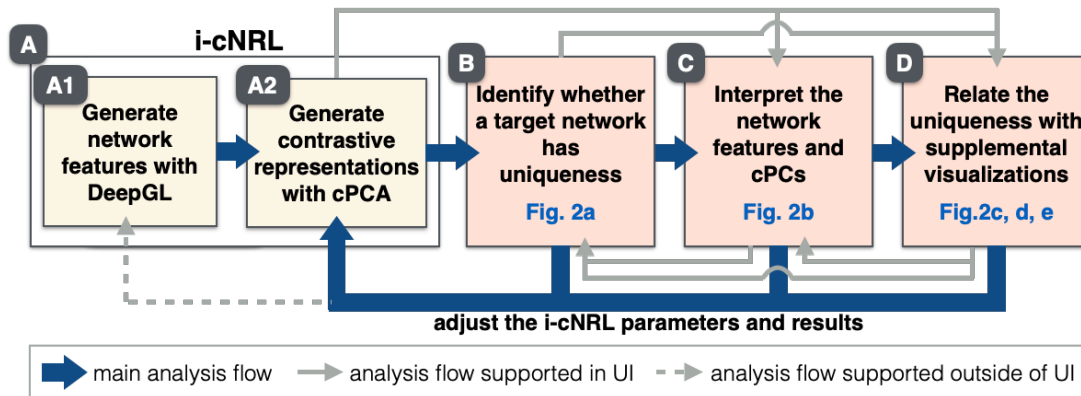 i-cNRL
A
A1
Generate
network
features with
DeepGL
A2
Generate
contrastive
representations
with cPCA
B
Identify whether
a target network
has
uniqueness
Fig. 2a
C
Interpret the
network
features and
cPCs
Fig. 2b
D
Relate the
uniqueness with
supplemental
visualizations
Fig.2c, d, e
adjust the i-cNRL parameters and results
main analysis flow
analysis flow supported in UI
analysis flow supported outside of UI